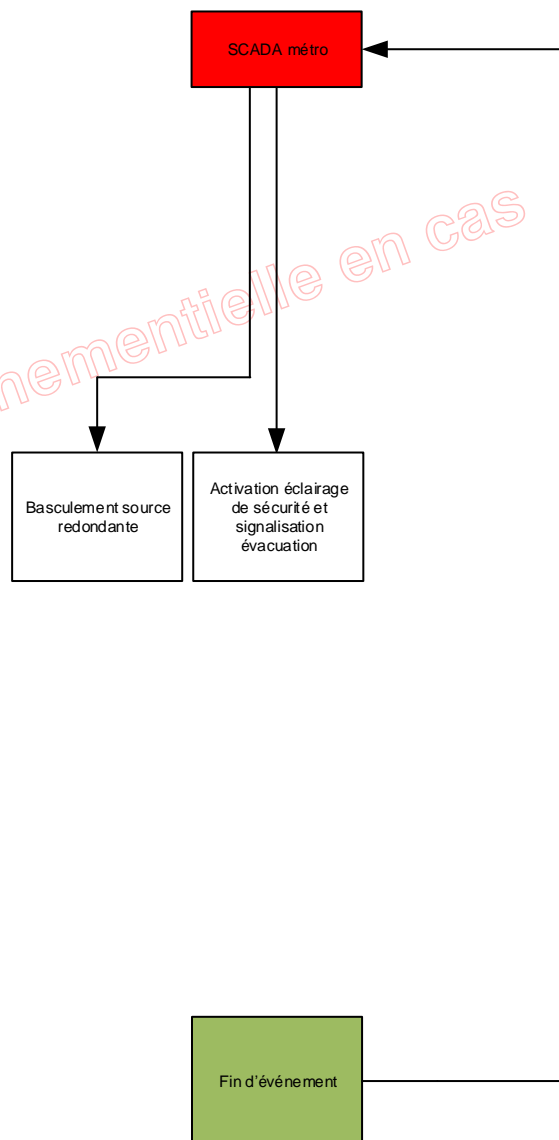 SCADA métro
nementielle en cas
Basculement source
redondante
Activation éclairage
de sécurité et
signalisation
évacuation
Fin d'événement